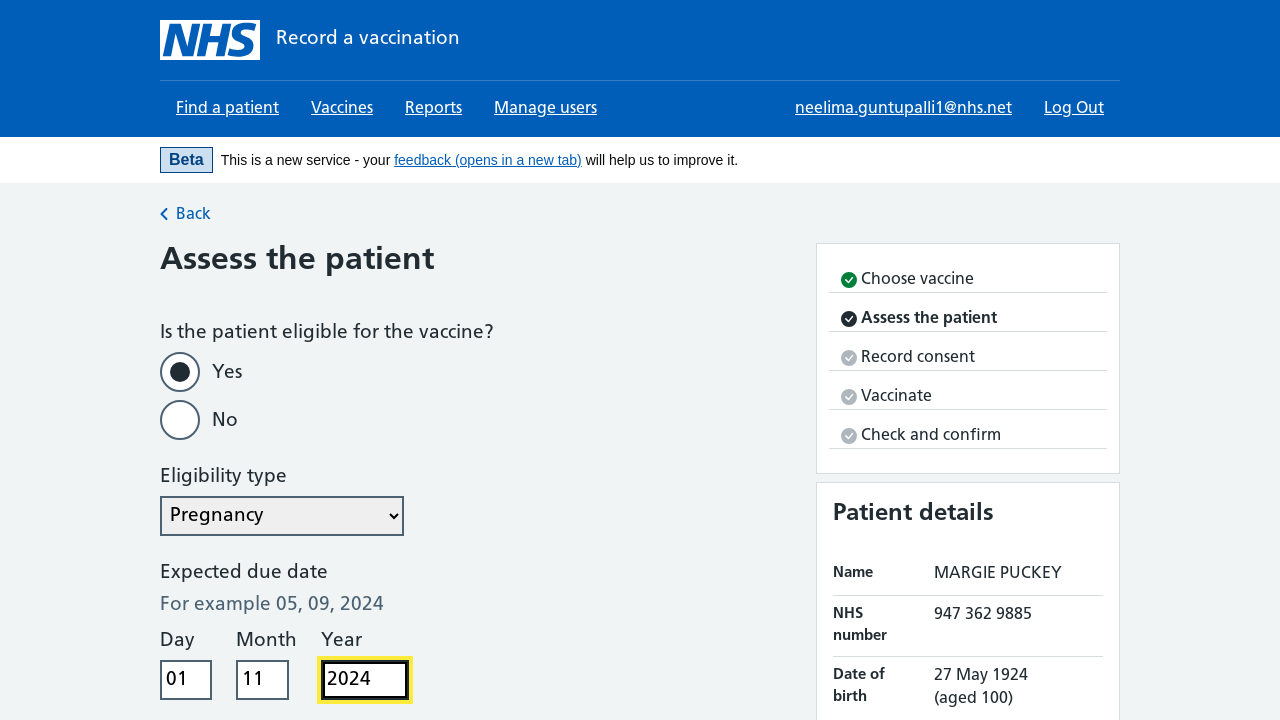 NHS Record a vaccination
Find a patient Vaccines Reports Manage users neelima.guntupalli1@nhs.net Log Out
Beta This is a new service - your feedback (opens in a new tab) will help us to improve it.
Back
Assess the patient
Is the patient eligible for the vaccine?
Yes
No
Eligibility type
Pregnancy
Expected due date
For example 05, 09, 2024
Day Month Year
01 11 2024
Choose vaccine
Assess the patient
Record consent
Vaccinate
Check and confirm
Patient details
Name MARGIE PUCKEY
NHS number 947 362 9885
Date of birth 27 May 1924 (aged 100)